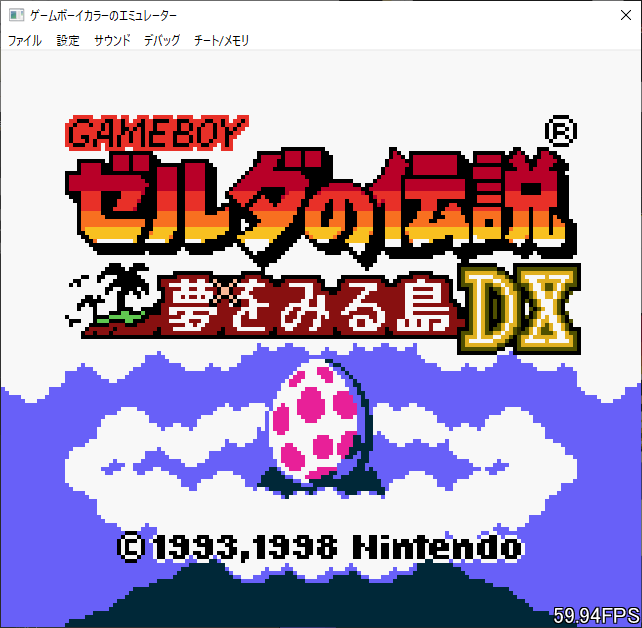 ゲームボーイカラーのエミュレーター
ファイル 設定 サウンド デバッグ チート/メモリ
GAMEBOY ®
ゼルダの伝説
夢をみる島DX
©1993,1998 Nintendo
59.94FPS